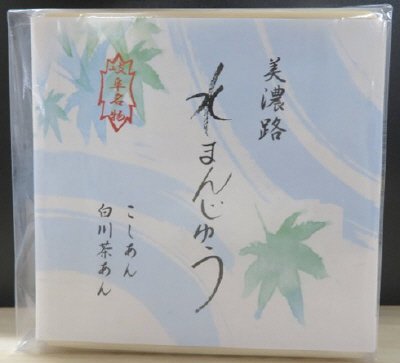 美濃路
水まんじゅう
岐阜名物
こしあん
白川茶あん